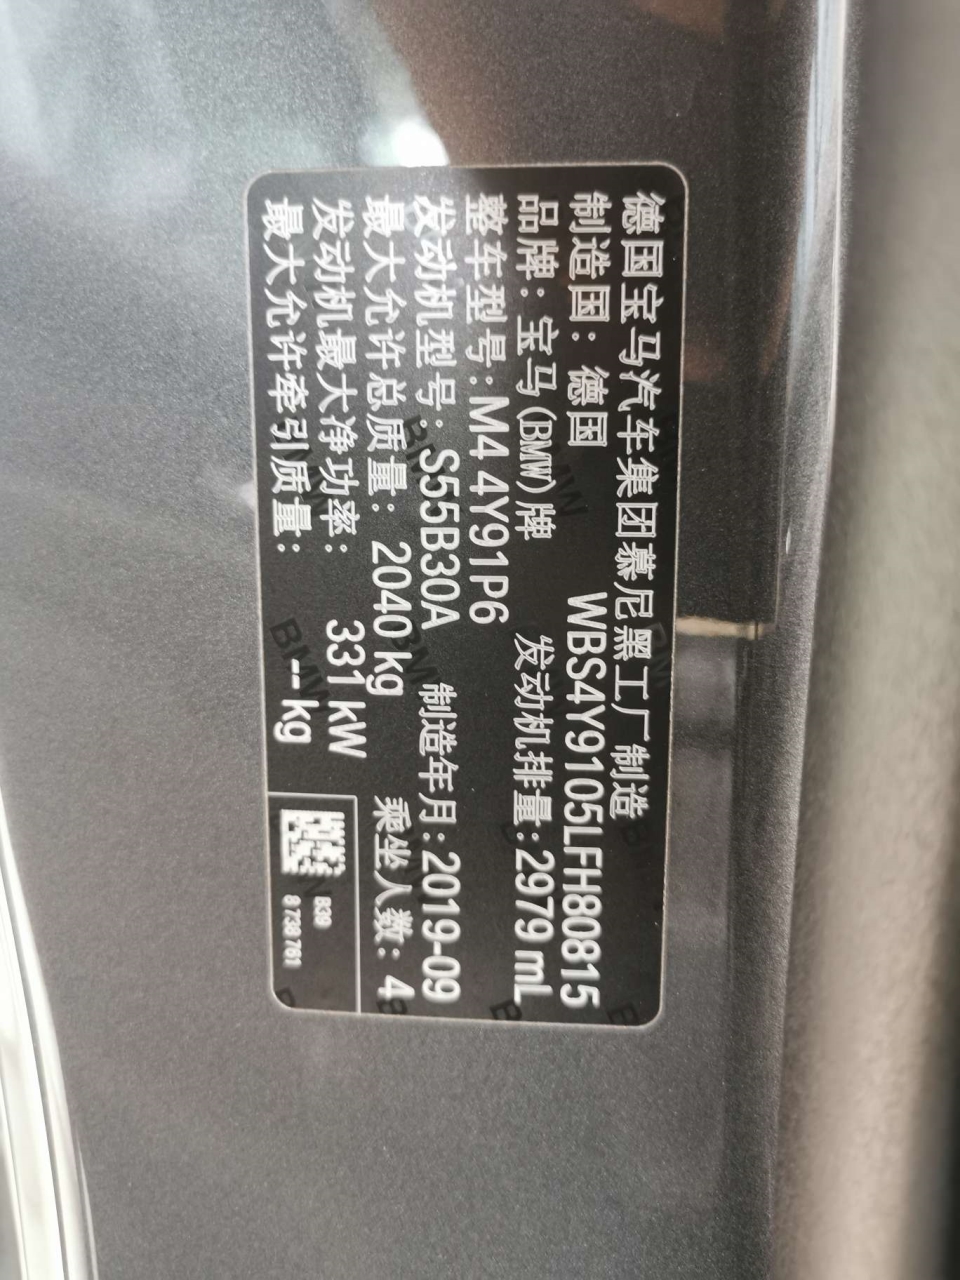 德国宝马汽车集团慕尼黑工厂制造
制造国：德国 WBS4Y9105LFH80815
品牌：宝马(BMW)牌 发动机排量：2979 mL
整车型号：M4 4Y91P6
发动机型号：S55B30A 制造年月：2019-09
最大允许总质量： 2040 kg 乘坐人数：4
发动机最大净功率： 331 kW
最大允许牵引质量： -- kg
B39
8 738 761